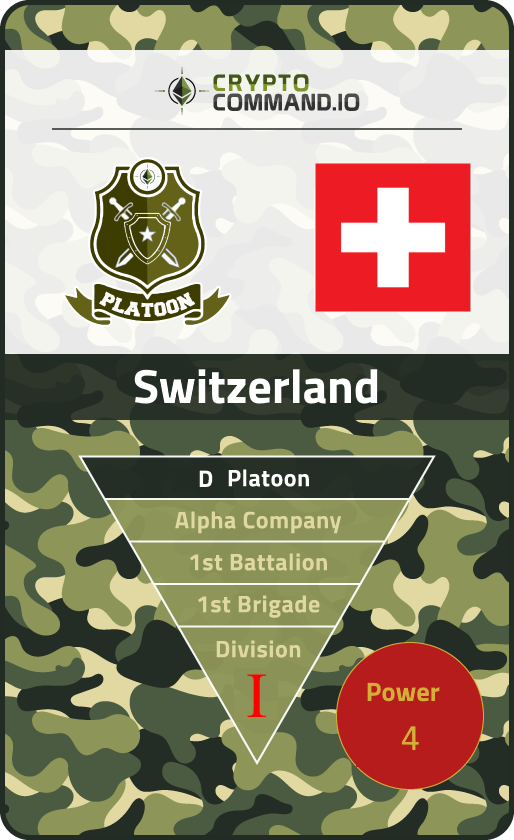 CRYPTO
COMMAND.IO
PLATOON
Switzerland
D Platoon
Alpha Company
1st Battalion
1st Brigade
Division
I
Power
4